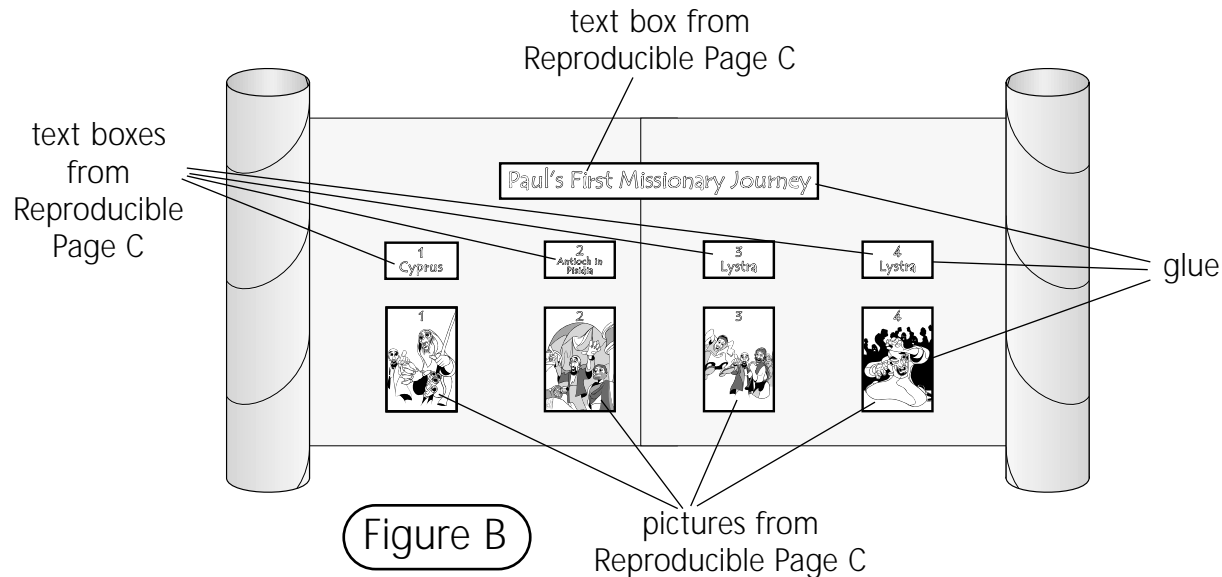 text box from
Reproducible Page C
text boxes
from
Reproducible
Page C
Paul's First Missionary Journey
1
Cyprus
2
Antioch in
Pisidia
3
Lystra
4
Lystra
glue
1
2
3
4
Figure B
pictures from
Reproducible Page C